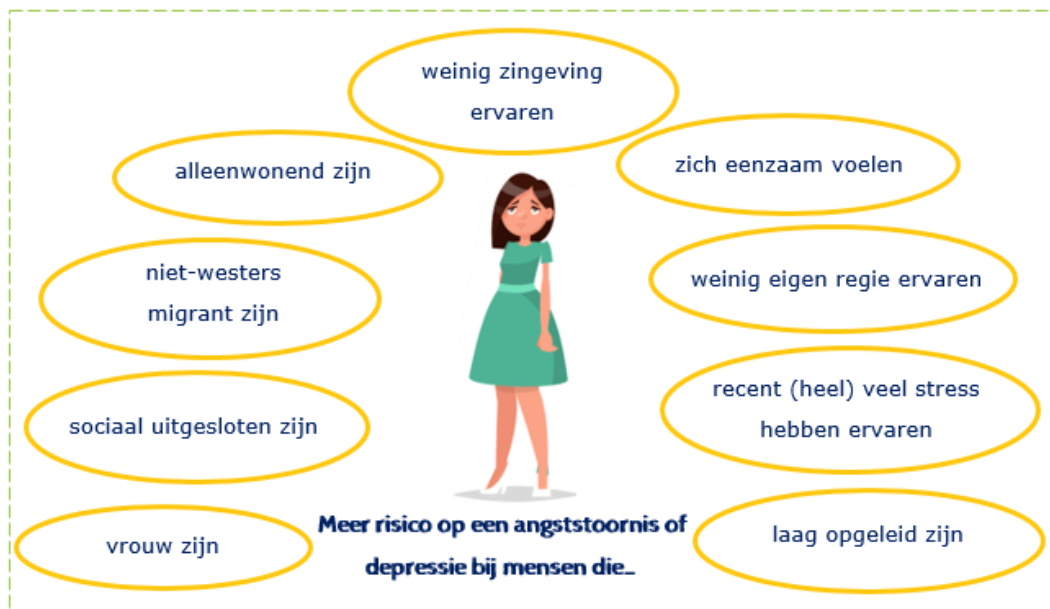 weinig zingeving
ervaren
alleenwonend zijn
zich eenzaam voelen
niet-westers
migrant zijn
weinig eigen regie ervaren
sociaal uitgesloten zijn
recent (heel) veel stress
hebben ervaren
vrouw zijn
laag opgeleid zijn
Meer risico op een angststoornis of
depressie bij mensen die...